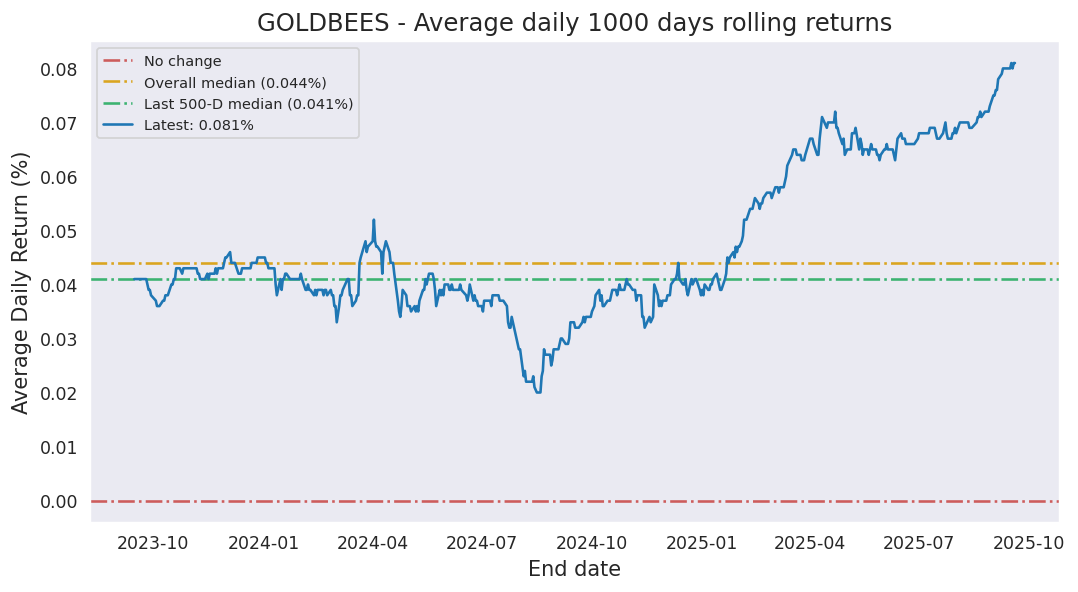 GOLDBEES - Average daily 1000 days rolling returns
No change
Overall median (0.044%)
Last 500-D median (0.041%)
Latest: 0.081%
Average Daily Return (%)
0.08
0.07
0.06
0.05
0.04
0.03
0.02
0.01
0.00
2023-10 2024-01 2024-04 2024-07 2024-10 2025-01 2025-04 2025-07 2025-10
End date